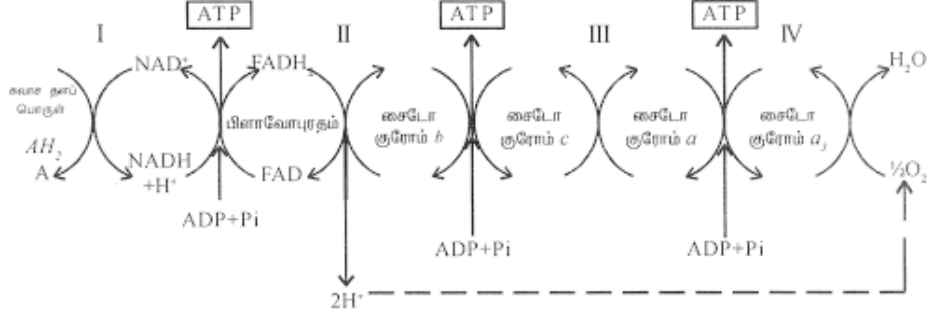 ATP ATP ATP
I II III IV
NAD⁺ FADH₂ H₂O
சுவாச தளப்
பொருள்
பிளாவோபுரதம்
சைடோ
குரோம் b
சைடோ
குரோம் c
சைடோ
குரோம் a
சைடோ
குரோம் a₃
AH₂
A
NADH
+H⁺
FAD
½O₂
ADP+Pi
ADP+Pi
ADP+Pi
2H⁺